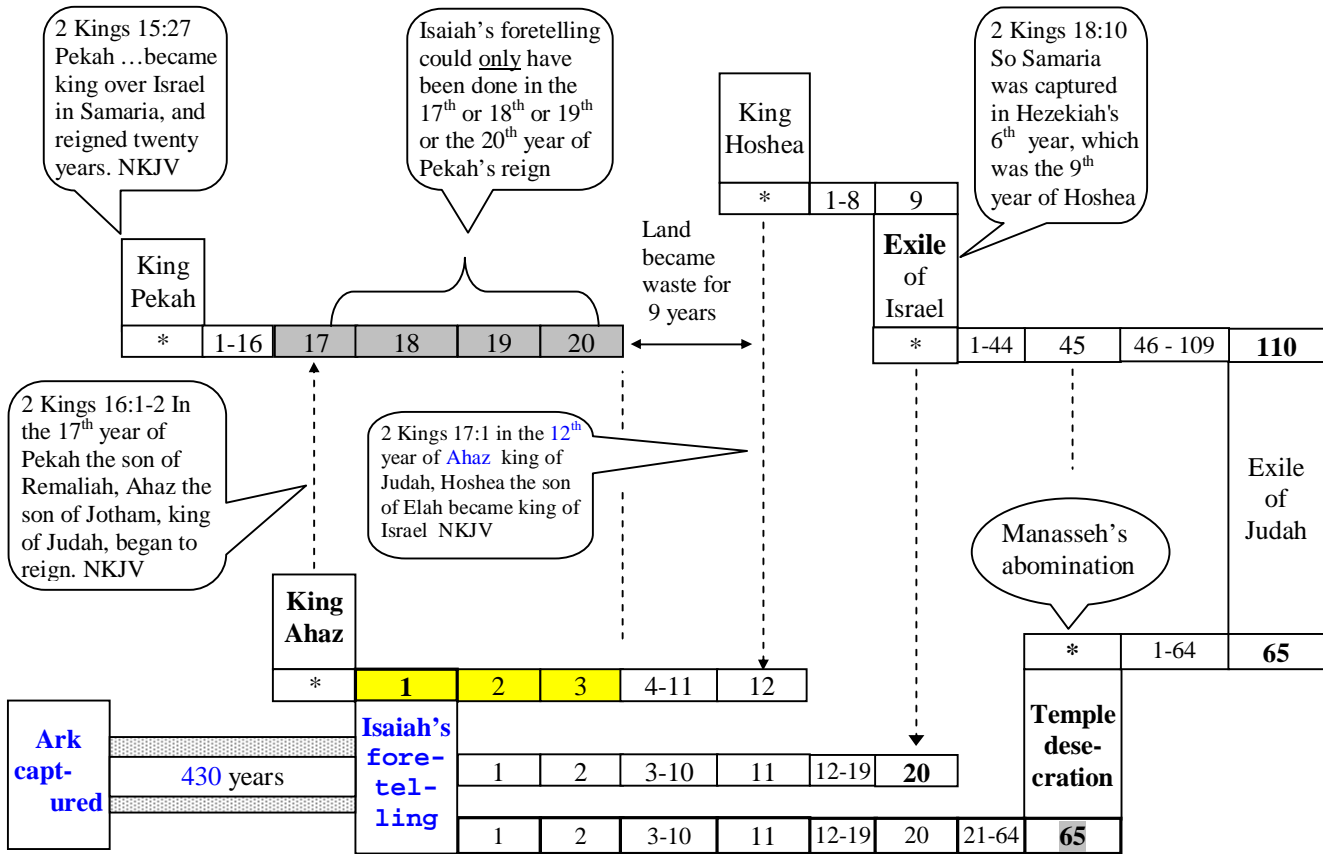 2 Kings 15:27
Pekah …became
king over Israel
in Samaria, and
reigned twenty
years. NKJV
Isaiah’s foretelling
could only have
been done in the
17th or 18th or 19th
or the 20th year of
Pekah’s reign
King
Hoshea
2 Kings 18:10
So Samaria
was captured
in Hezekiah's
6th year, which
was the 9th
year of Hoshea
* 1-8 9
King
Pekah
Land
became
waste for
9 years
Exile
of
Israel
* 1-16 17 18 19 20
* 1-44 45 46 - 109 110
2 Kings 16:1-2 In
the 17th year of
Pekah the son of
Remaliah, Ahaz the
son of Jotham, king
of Judah, began to
reign. NKJV
2 Kings 17:1 in the 12th
year of Ahaz king of
Judah, Hoshea the son
of Elah became king of
Israel NKJV
Exile
of
Judah
Manasseh’s
abomination
King
Ahaz
* 1-64 65
* 1 2 3 4-11 12
Ark
capt-
ured
430 years
Isaiah’s
fore-
tel-
ling
Temple
dese-
cration
1 2 3-10 11 12-19 20
1 2 3-10 11 12-19 20 21-64 65